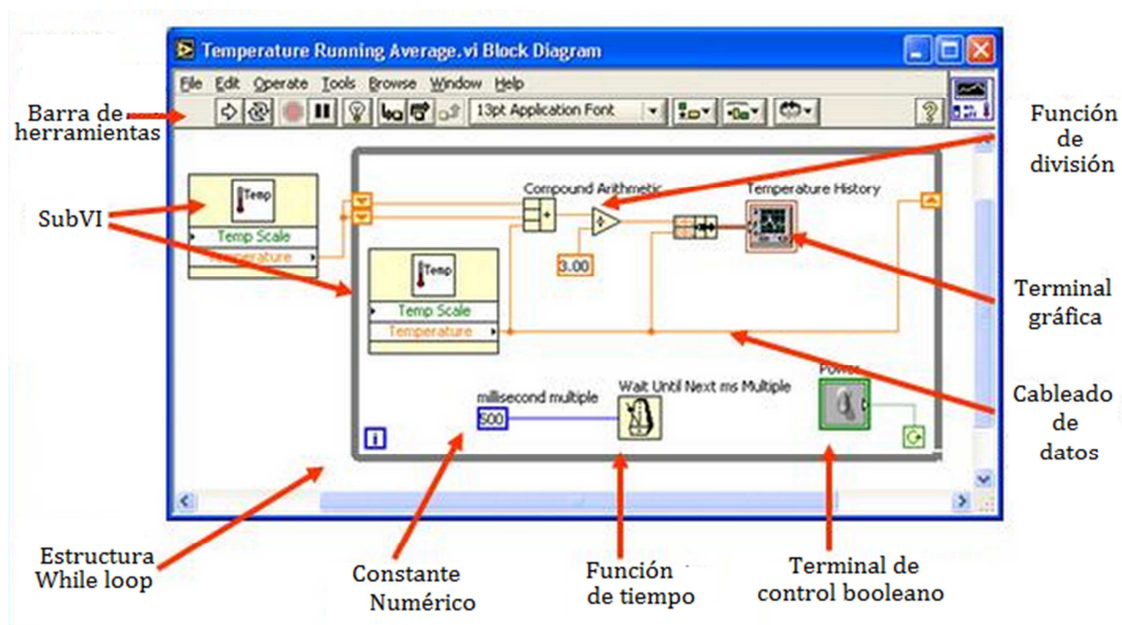 Temperature Running Average.vi Block Diagram
File Edit Operate Tools Browse Window Help
13pt Application Font
?
Barra de
herramientas
Función
de
división
SubVI
Temp
Temp Scale
Temperature
Compound Arithmetic
Temperature History
3.00
Temp
Temp Scale
Temperature
Terminal
gráfica
Power
millisecond multiple
Wait Until Next ms Multiple
500
i
Cableado
de
datos
Estructura
While loop
Constante
Numérico
Función
de tiempo
Terminal de
control booleano